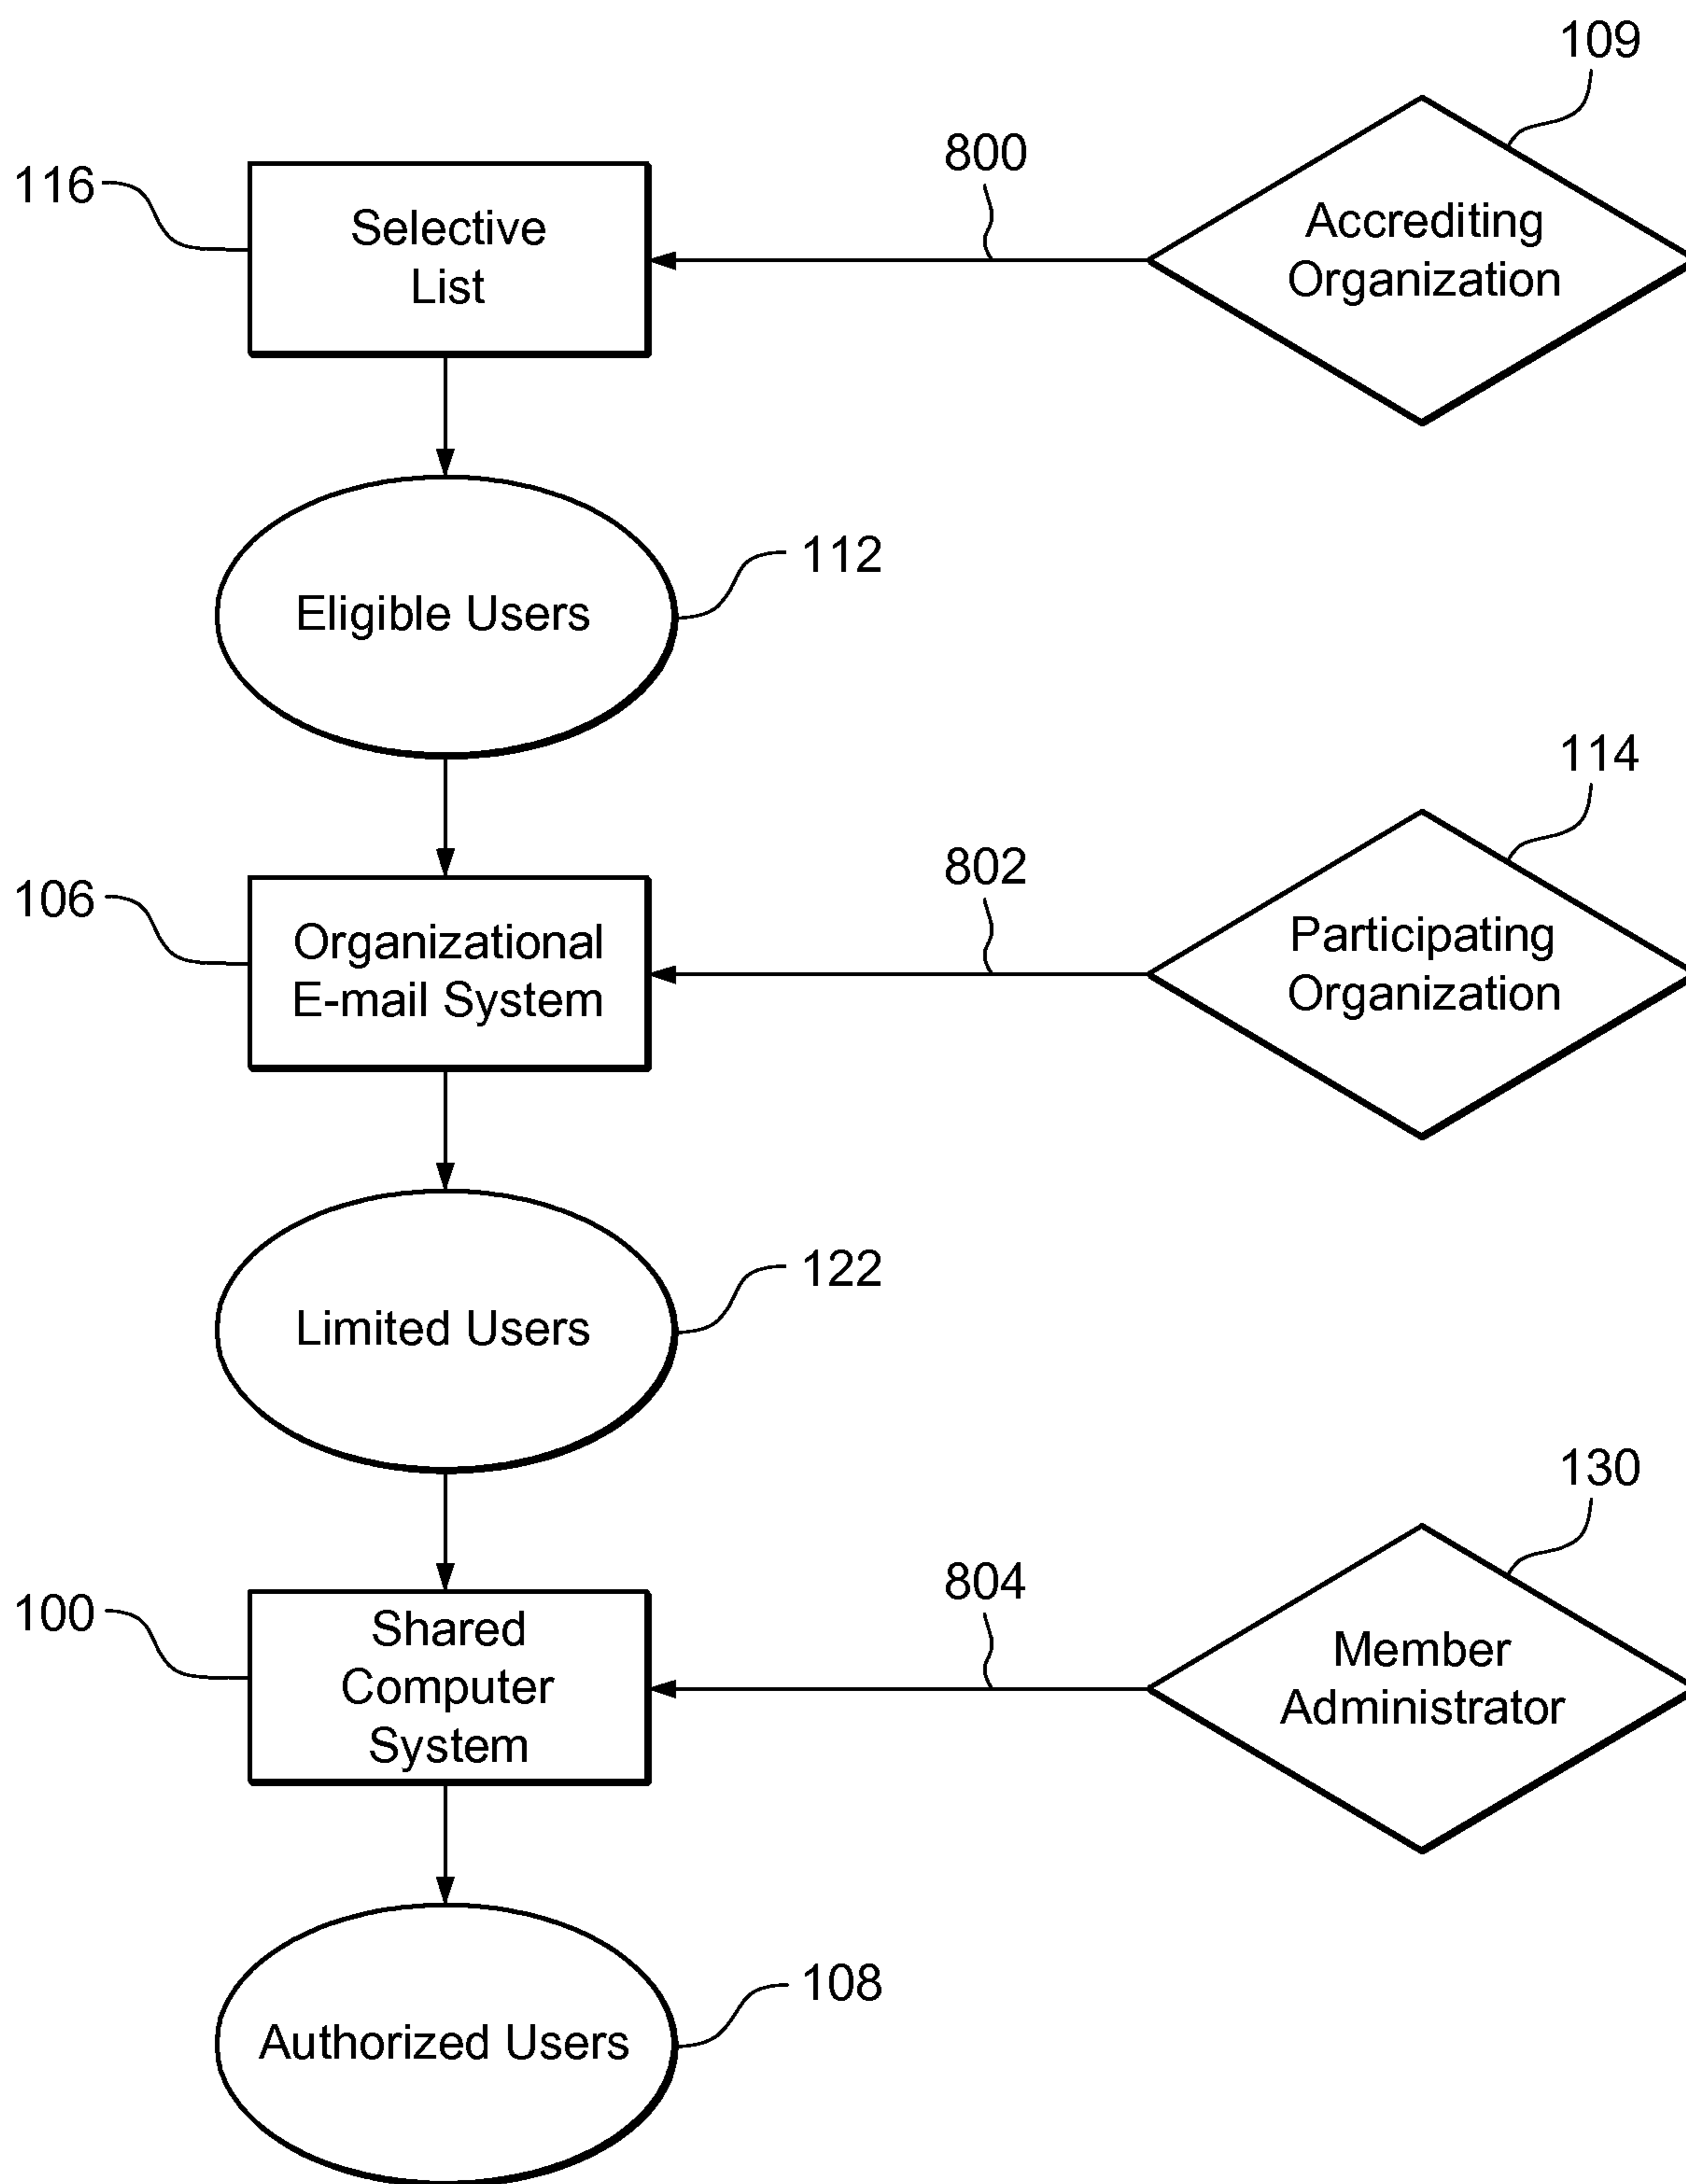 109
800
116
Selective
List
Accrediting
Organization
112
Eligible Users
114
802
106
Organizational
E-mail System
Participating
Organization
122
Limited Users
130
804
100
Shared
Computer
System
Member
Administrator
108
Authorized Users